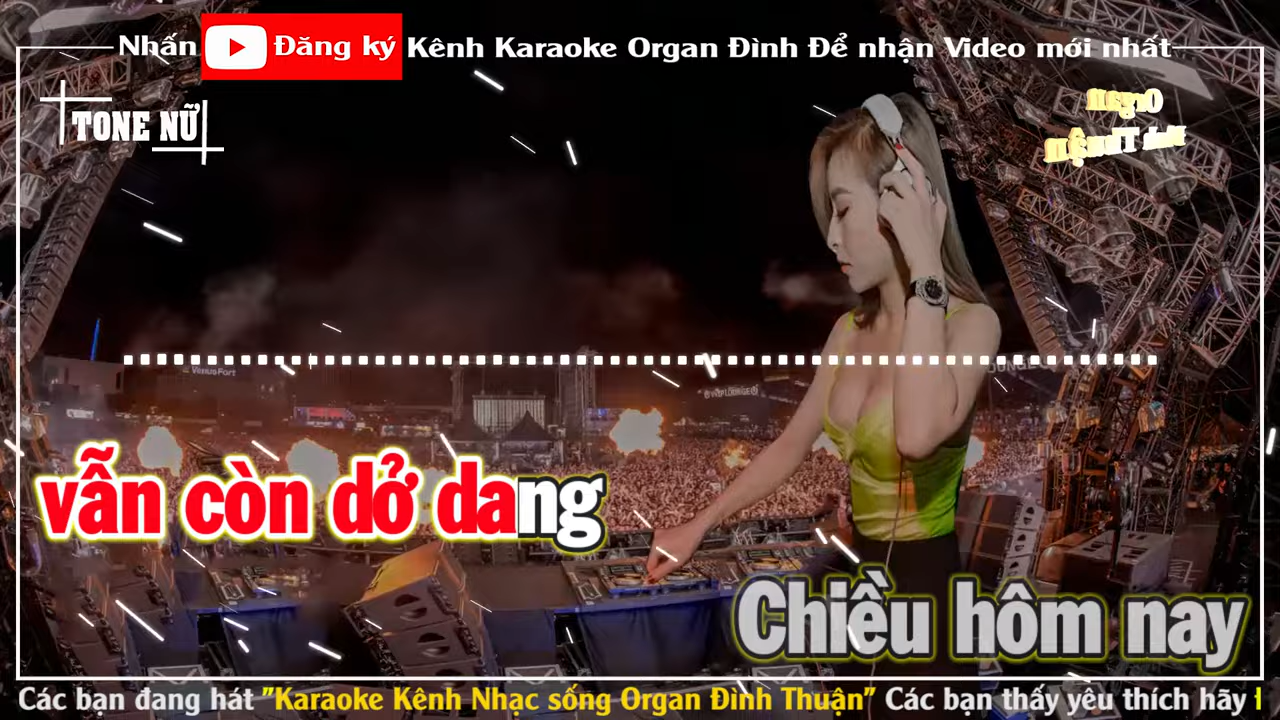 Nhấn Đăng ký Kênh Karaoke Organ Đình Để nhận Video mới nhất
TONE NỮ
Organ
VenusFort
vẫn còn dở dang
Chiều hôm nay
Các bạn đang hát "Karaoke Kênh Nhạc sống Organ Đình Thuận" Các bạn thấy yêu thích hãy